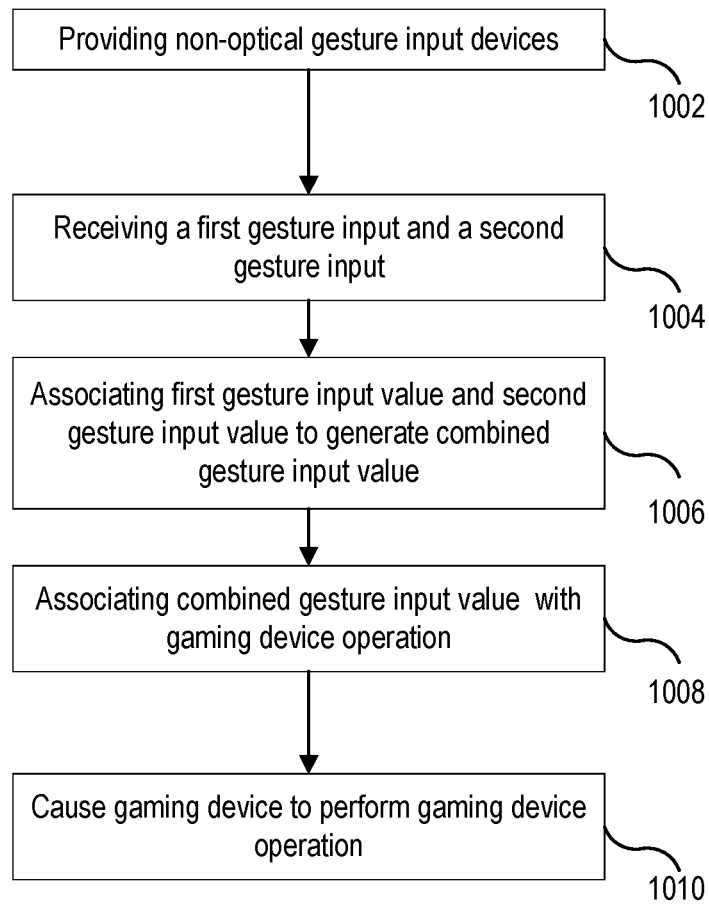 Providing non-optical gesture input devices
1002
Receiving a first gesture input and a second
gesture input
1004
Associating first gesture input value and second
gesture input value to generate combined
gesture input value
1006
Associating combined gesture input value with
gaming device operation
1008
Cause gaming device to perform gaming device
operation
1010